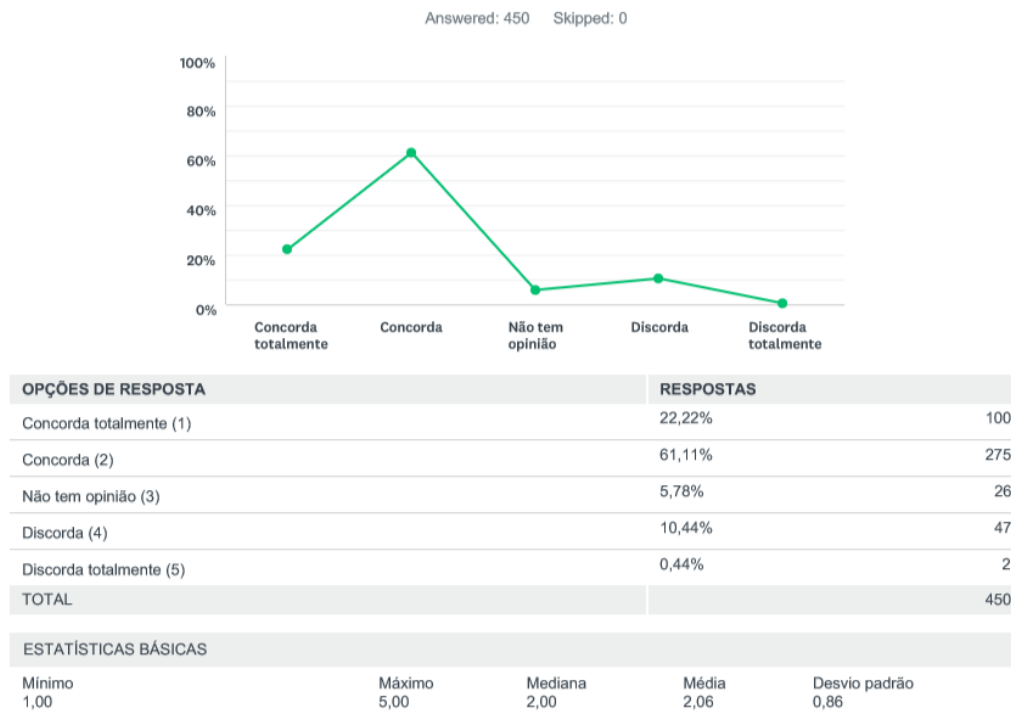 Answered: 450 Skipped: 0
100%
80%
60%
40%
20%
0%
Concorda totalmente
Concorda
Não tem opinião
Discorda
Discorda totalmente
OPÇÕES DE RESPOSTA RESPOSTAS
Concorda totalmente (1) 22,22% 100
Concorda (2) 61,11% 275
Não tem opinião (3) 5,78% 26
Discorda (4) 10,44% 47
Discorda totalmente (5) 0,44% 2
TOTAL 450
ESTATÍSTICAS BÁSICAS
Mínimo Máximo Mediana Média Desvio padrão
1,00 5,00 2,00 2,06 0,86